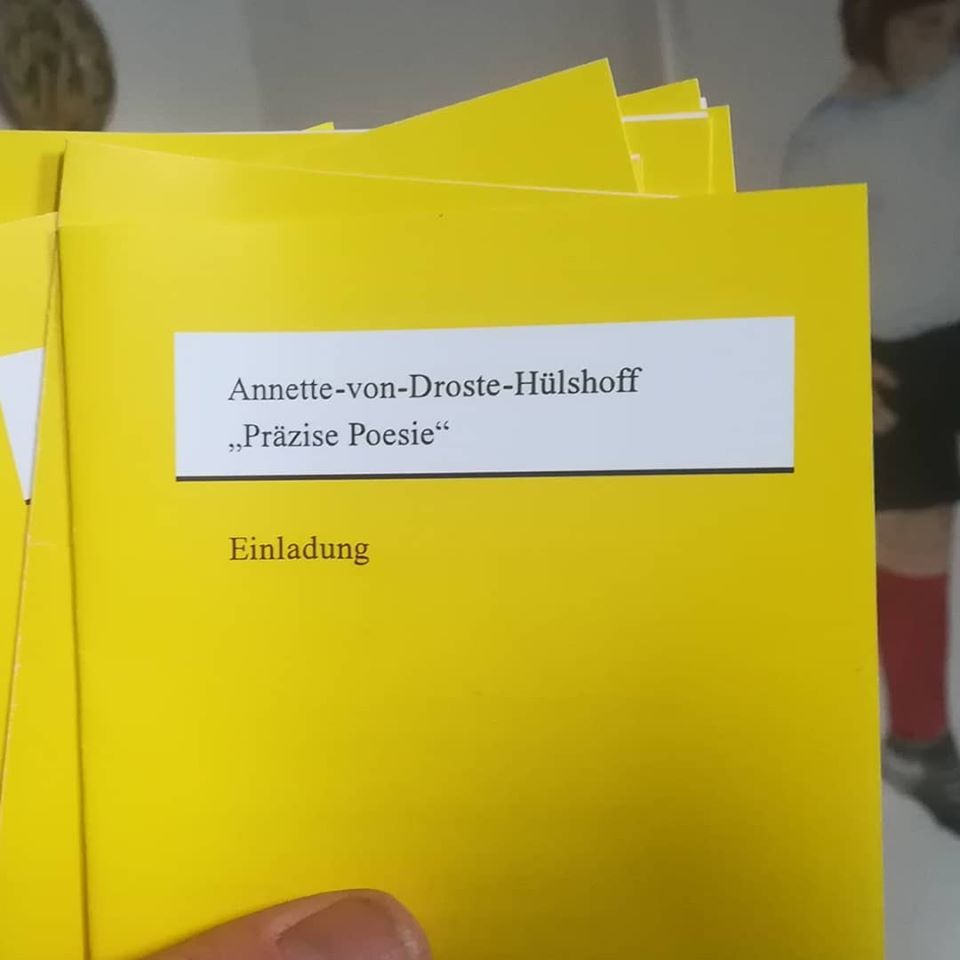 Annette-von-Droste-Hülshoff
„Präzise Poesie“
Einladung